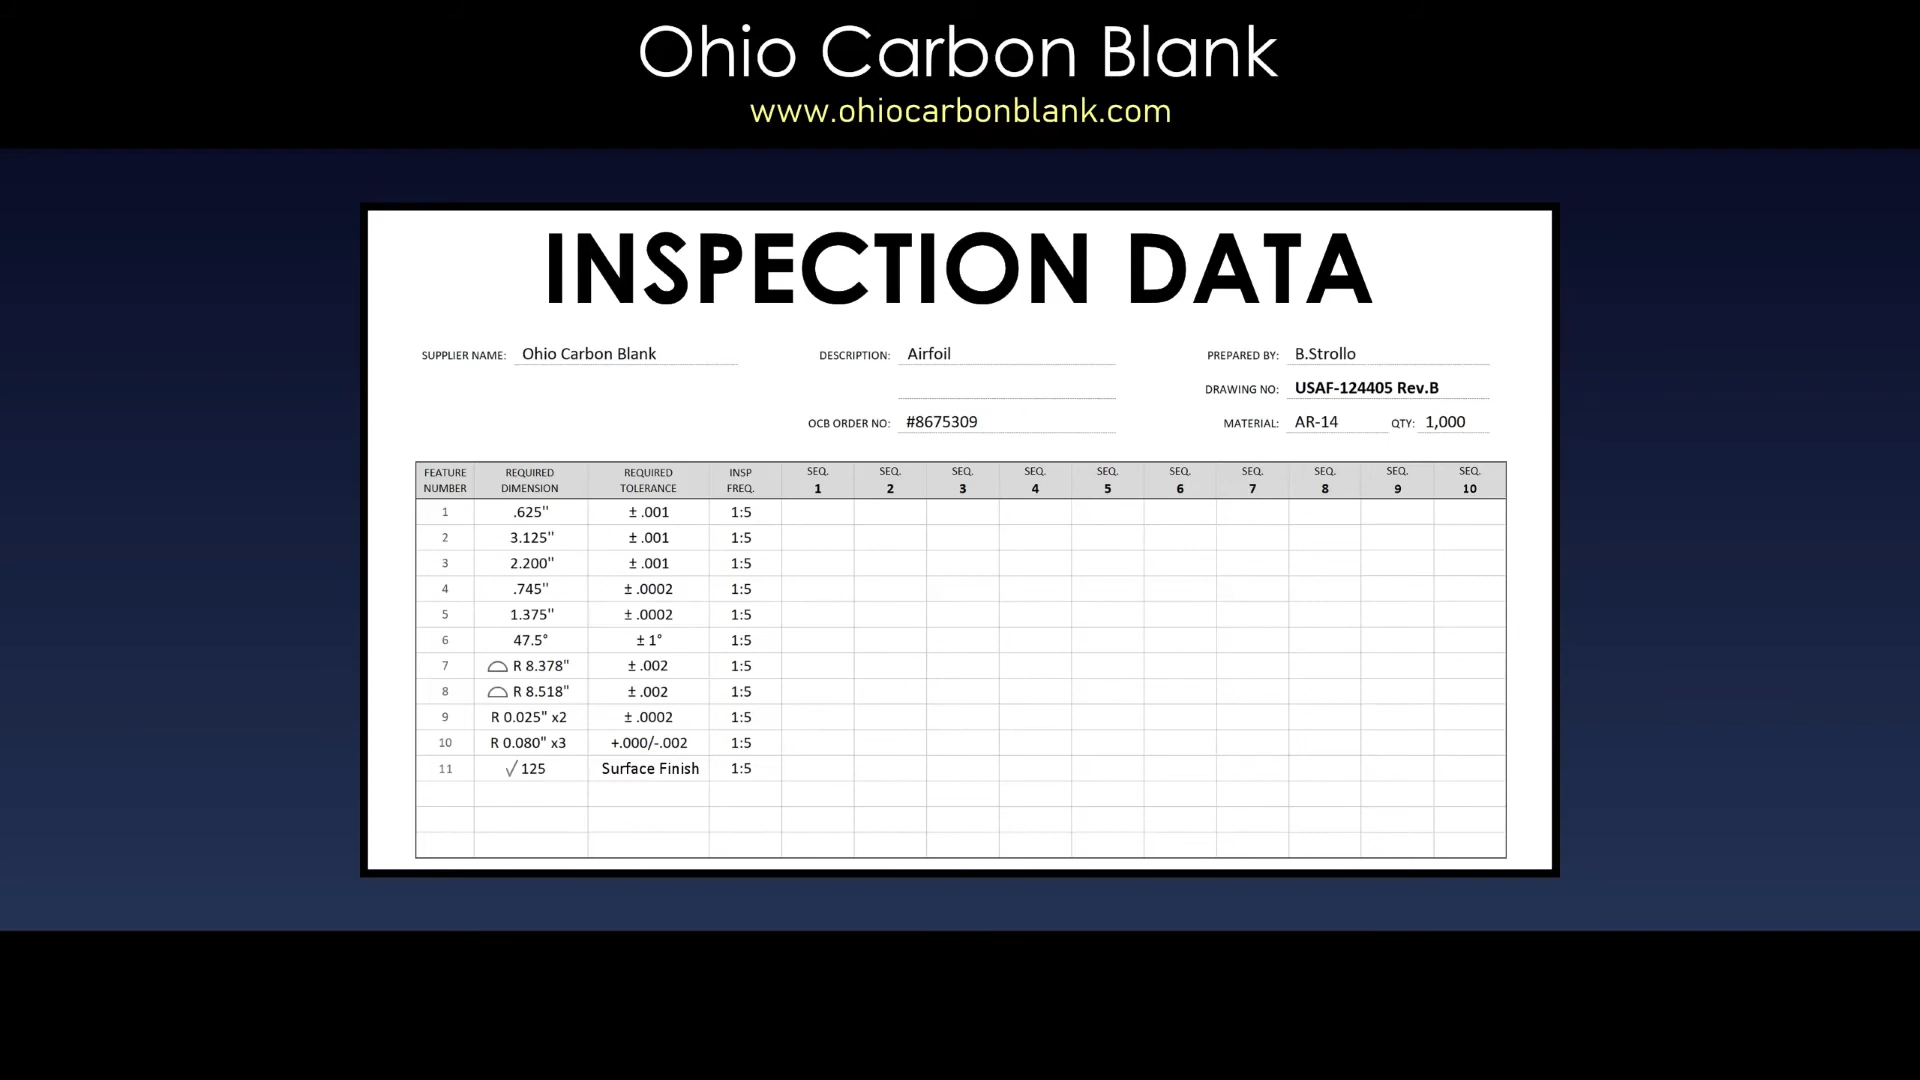 Ohio Carbon Blank
www.ohiocarbonblank.com
INSPECTION DATA
SUPPLIER NAME: Ohio Carbon Blank DESCRIPTION: Airfoil PREPARED BY: B.Strollo
DRAWING NO: USAF-124405 Rev.B
OCB ORDER NO: #8675309 MATERIAL: AR-14 QTY: 1,000
FEATURE REQUIRED REQUIRED INSP SEQ. SEQ. SEQ. SEQ. SEQ. SEQ. SEQ. SEQ. SEQ. SEQ.
NUMBER DIMENSION TOLERANCE FREQ. 1 2 3 4 5 6 7 8 9 10
1 .625" ± .001 1:5
2 3.125" ± .001 1:5
3 2.200" ± .001 1:5
4 .745" ± .0002 1:5
5 1.375" ± .0002 1:5
6 47.5° ± 1° 1:5
7 ⌓ R 8.378" ± .002 1:5
8 ⌓ R 8.518" ± .002 1:5
9 R 0.025" x2 ± .0002 1:5
10 R 0.080" x3 +.000/-.002 1:5
11 √ 125 Surface Finish 1:5